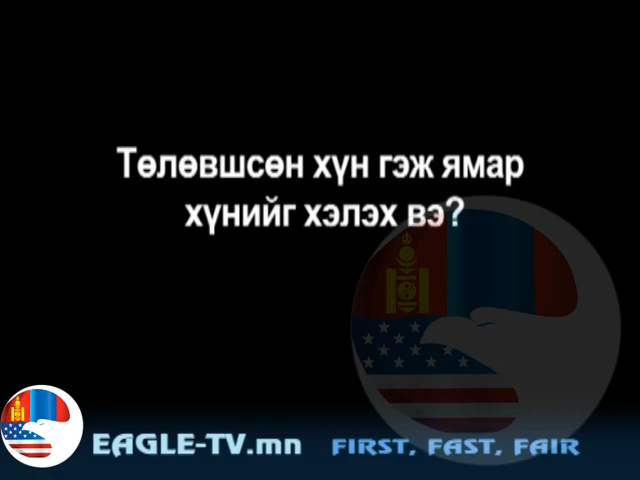 Төлөвшсөн хүн гэж ямар
хүнийг хэлэх вэ?
EAGLE-TV.mn FIRST, FAST, FAIR